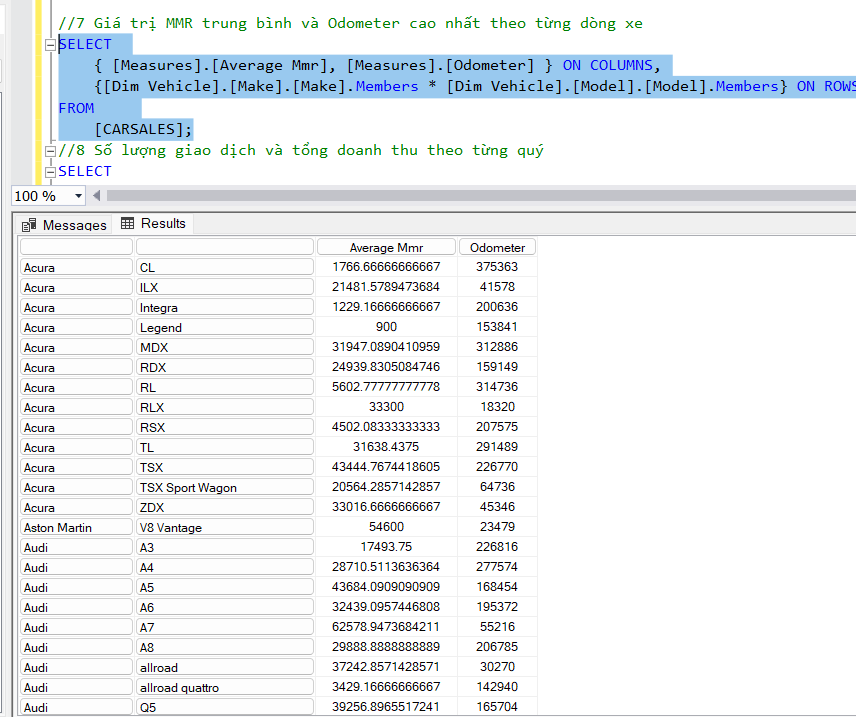 //7 Giá trị MMR trung bình và Odometer cao nhất theo từng dòng xe
SELECT
{ [Measures].[Average Mmr], [Measures].[Odometer] } ON COLUMNS,
{[Dim Vehicle].[Make].[Make].Members * [Dim Vehicle].[Model].[Model].Members} ON ROWS
FROM
[CARSALES];
//8 Số lượng giao dịch và tổng doanh thu theo từng quý
SELECT
100 %
Messages Results
Average Mmr Odometer
Acura CL 1766.66666666667 375363
Acura ILX 21481.5789473684 41578
Acura Integra 1229.16666666667 200636
Acura Legend 900 153841
Acura MDX 31947.0890410959 312886
Acura RDX 24939.8305084746 159149
Acura RL 5602.77777777778 314736
Acura RLX 33300 18320
Acura RSX 4502.08333333333 207575
Acura TL 31638.4375 291489
Acura TSX 43444.7674418605 226770
Acura TSX Sport Wagon 20564.2857142857 64736
Acura ZDX 33016.6666666667 45346
Aston Martin V8 Vantage 54600 23479
Audi A3 17493.75 226816
Audi A4 28710.5113636364 277574
Audi A5 43684.0909090909 168454
Audi A6 32439.0957446808 195372
Audi A7 62578.9473684211 55216
Audi A8 29888.8888888889 206785
Audi allroad 37242.8571428571 30270
Audi allroad quattro 3429.16666666667 142940
Audi Q5 39256.8965517241 165704